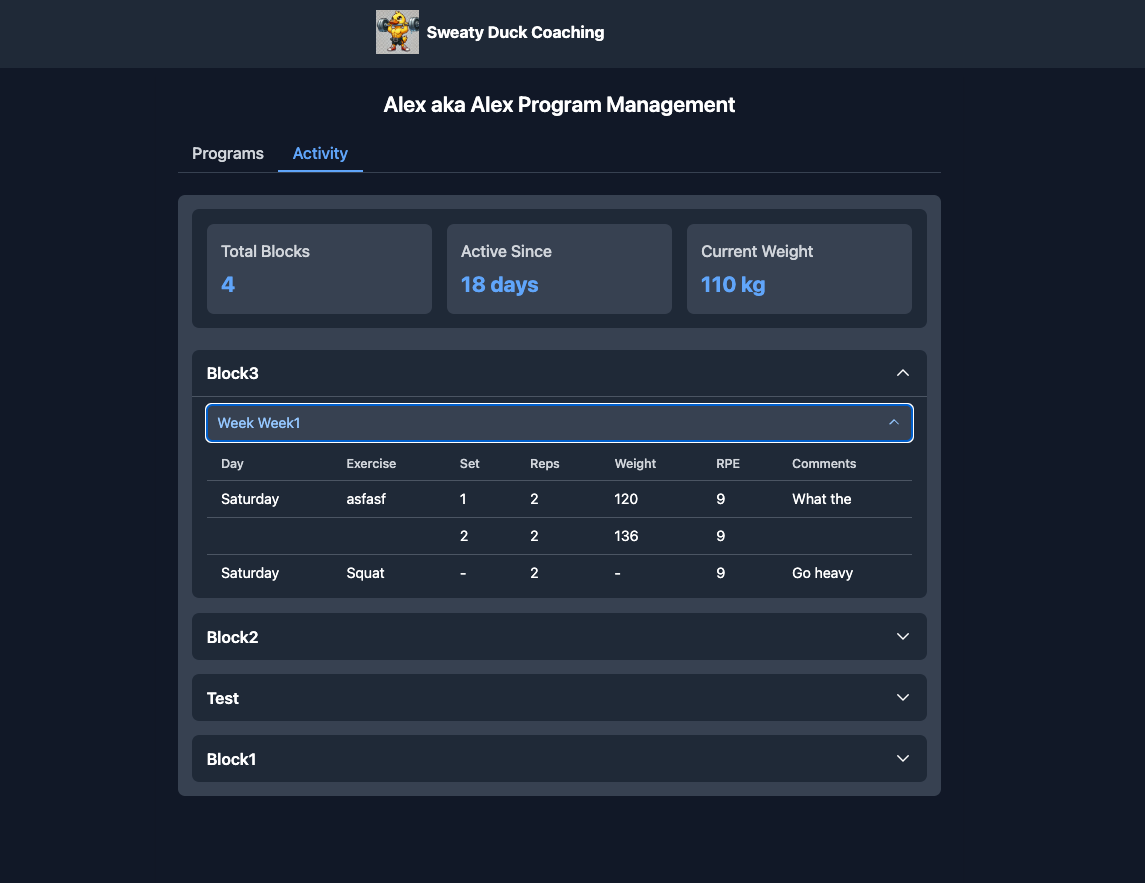 Sweaty Duck Coaching
Alex aka Alex Program Management
Programs Activity
Total Blocks Active Since Current Weight
4 18 days 110 kg
Block3
Week Week1
Day Exercise Set Reps Weight RPE Comments
Saturday asfasf 1 2 120 9 What the
2 2 136 9
Saturday Squat - 2 - 9 Go heavy
Block2
Test
Block1